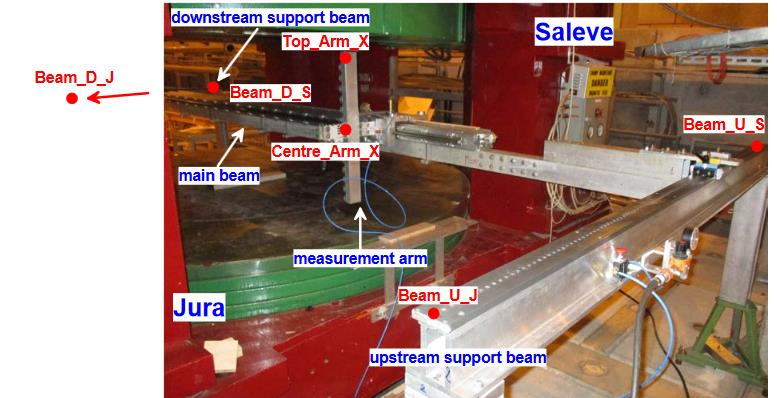 downstream support beam
Top_Arm_X
Saleve
Beam_D_J
Beam_D_S
Beam_U_S
Centre_Arm_X
main beam
measurement arm
Beam_U_J
Jura
upstream support beam